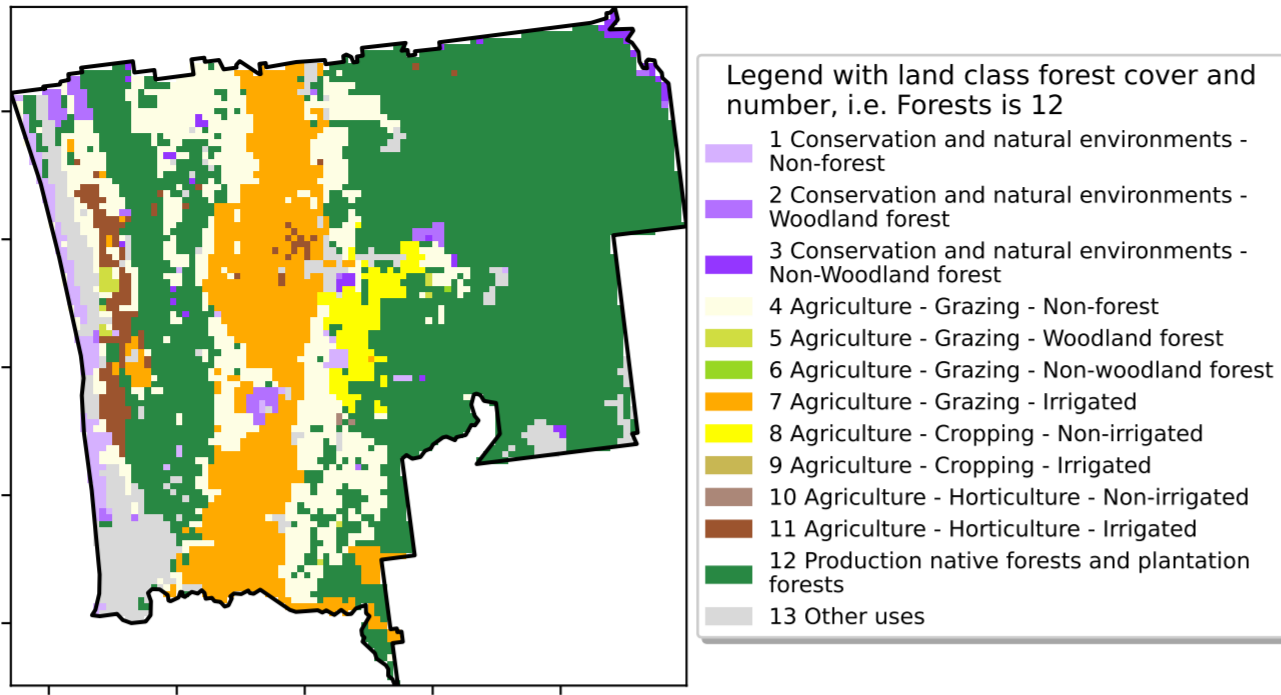 Legend with land class forest cover and
number, i.e. Forests is 12
1 Conservation and natural environments -
Non-forest
2 Conservation and natural environments -
Woodland forest
3 Conservation and natural environments -
Non-Woodland forest
4 Agriculture - Grazing - Non-forest
5 Agriculture - Grazing - Woodland forest
6 Agriculture - Grazing - Non-woodland forest
7 Agriculture - Grazing - Irrigated
8 Agriculture - Cropping - Non-irrigated
9 Agriculture - Cropping - Irrigated
10 Agriculture - Horticulture - Non-irrigated
11 Agriculture - Horticulture - Irrigated
12 Production native forests and plantation
forests
13 Other uses